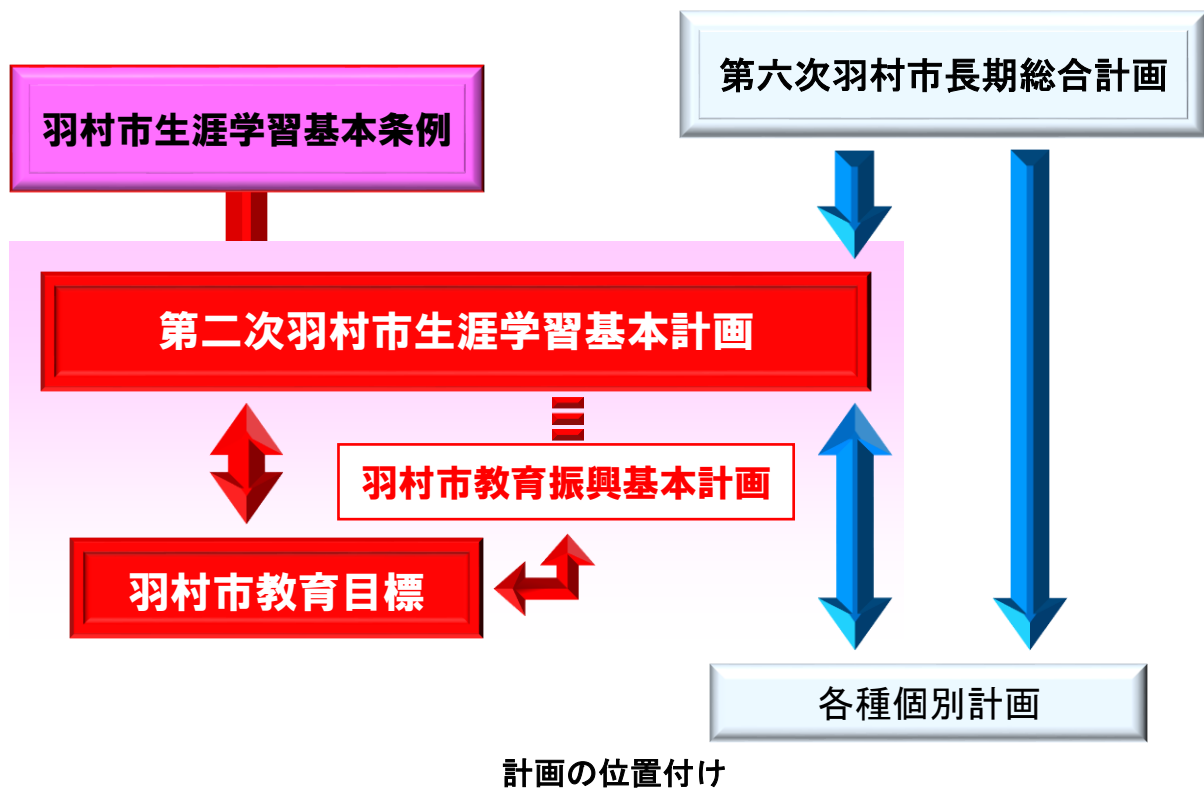 第六次羽村市長期総合計画
羽村市生涯学習基本条例
第二次羽村市生涯学習基本計画
羽村市教育振興基本計画
羽村市教育目標
各種個別計画
計画の位置付け